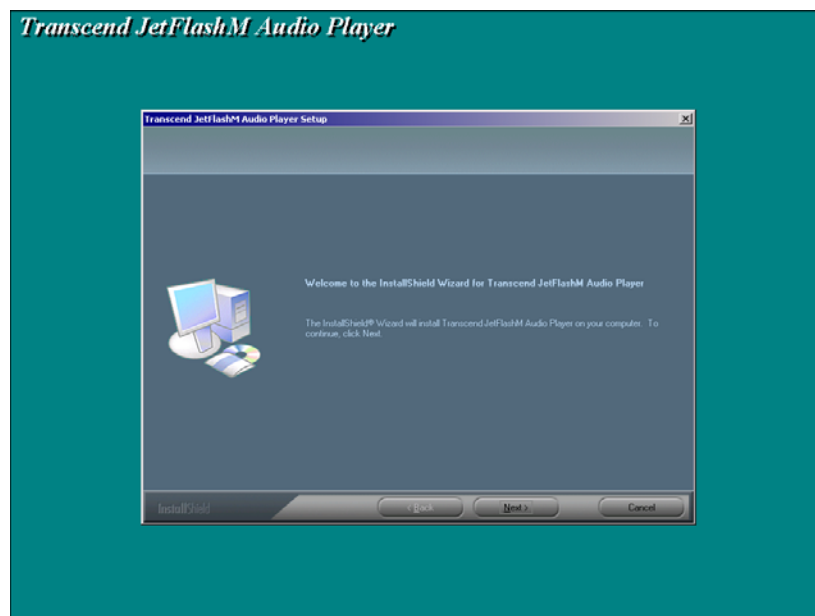 Transcend JetFlashM Audio Player
Transcend JetFlashM Audio Player Setup
Welcome to the InstallShield Wizard for Transcend JetFlashM Audio Player
The InstallShield® Wizard will install Transcend JetFlashM Audio Player on your computer. To
continue, click Next.
InstallShield
< Back
Next >
Cancel